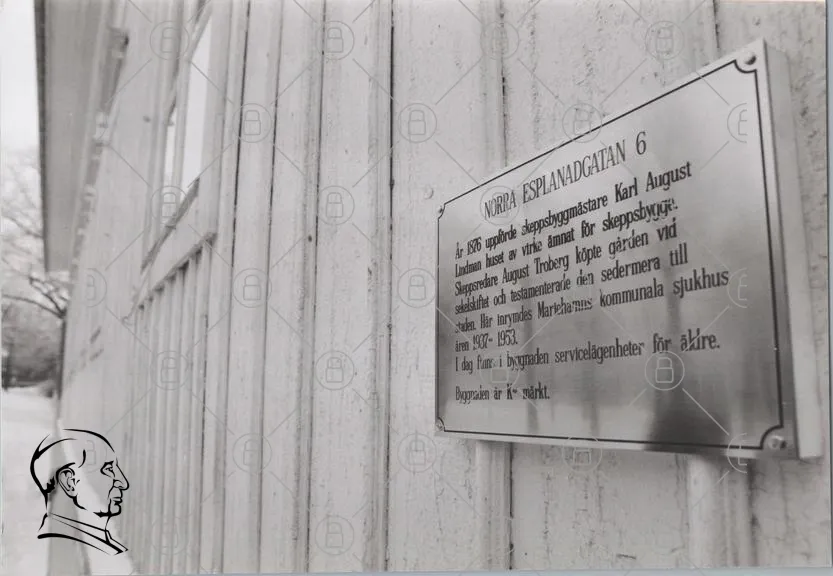 NORRA ESPLANADGATAN 6
År 1876 uppförde skeppsbyggmästare Karl August
Lindman huset av virke ämnat för skeppsbygge.
Skeppsredare August Troberg köpte gården vid
sekelskiftet och testamenterade den sedermera till
staden. Här inrymdes Mariehamns kommunala sjukhus
åren 1937-1953.
I dag finns i byggnaden servicelägenheter för äldre.
Byggnaden är K-märkt.